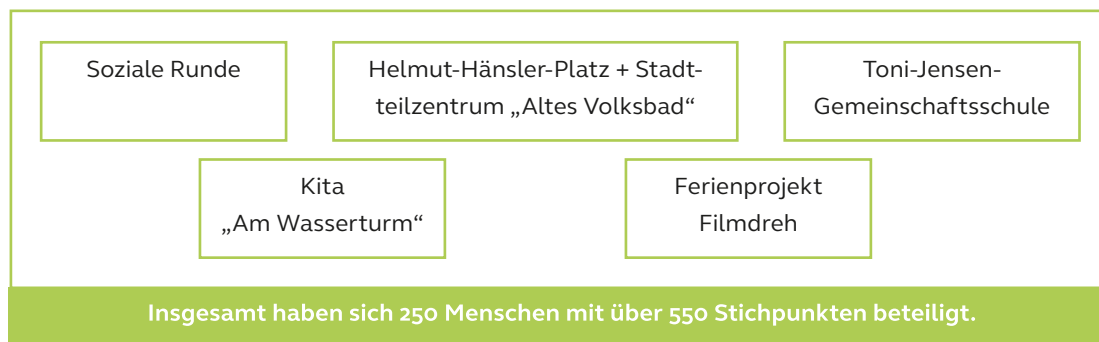 Soziale Runde
Helmut-Hänsler-Platz + Stadt-
teilzentrum „Altes Volksbad“
Toni-Jensen-
Gemeinschaftsschule
Kita
„Am Wasserturm“
Ferienprojekt
Filmdreh
Insgesamt haben sich 250 Menschen mit über 550 Stichpunkten beteiligt.